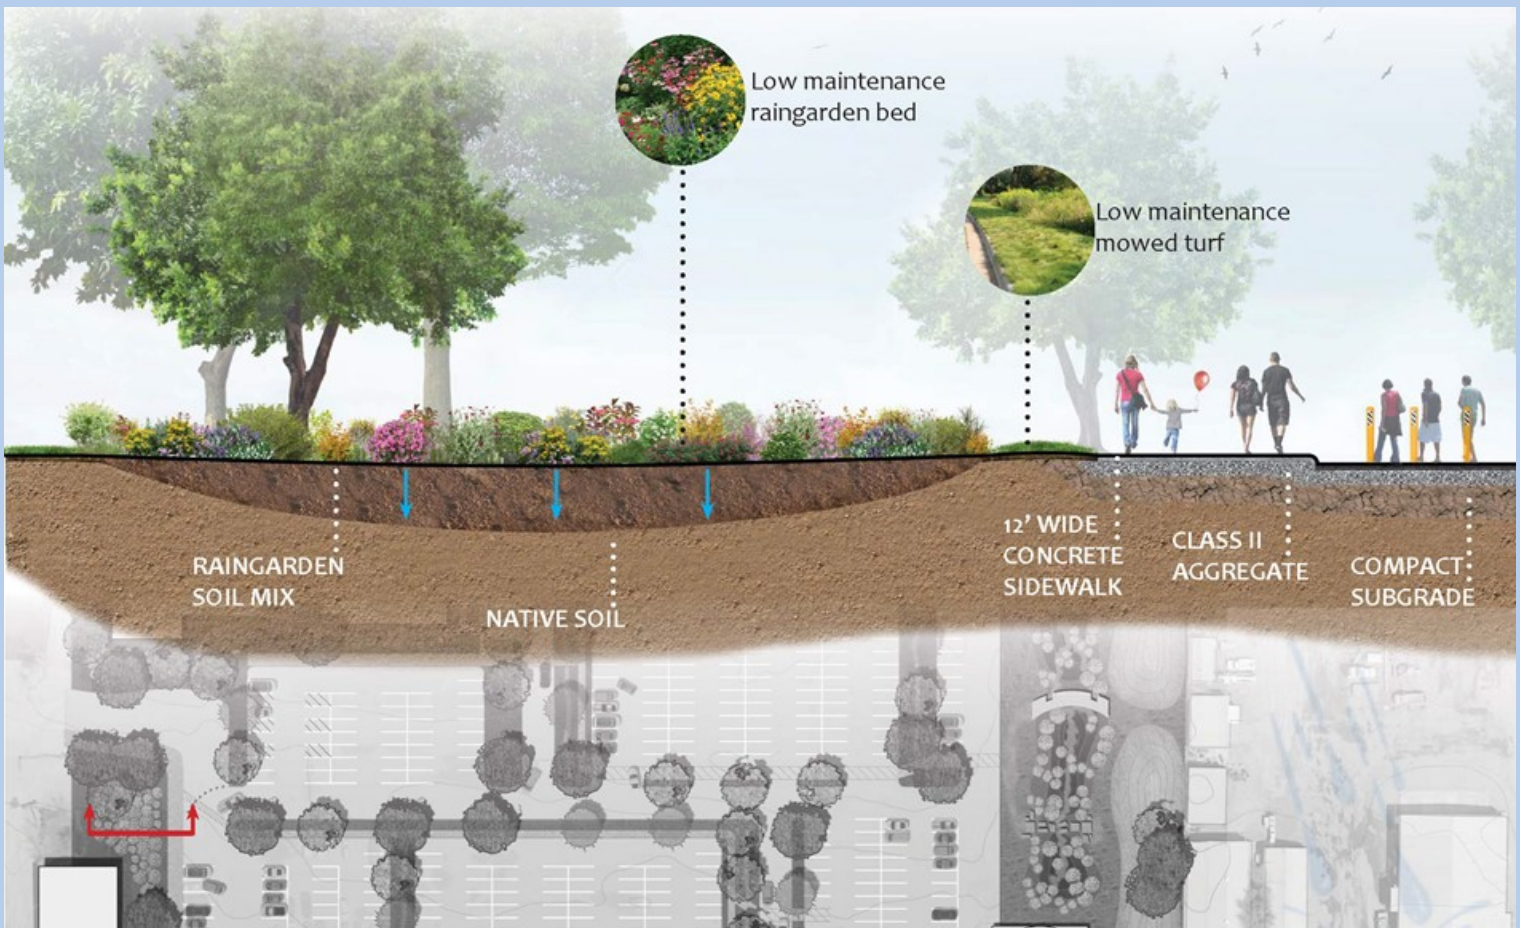 Low maintenance
raingarden bed
Low maintenance
mowed turf
RAINGARDEN
SOIL MIX
NATIVE SOIL
12’ WIDE
CONCRETE
SIDEWALK
CLASS II
AGGREGATE
COMPACT
SUBGRADE